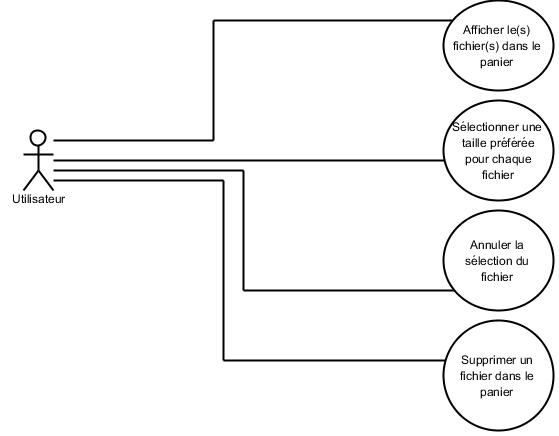 Afficher le(s)
fichier(s) dans le
panier
Sélectionner une
taille préférée
pour chaque
fichier
Utilisateur
Annuler la
sélection du
fichier
Supprimer un
fichier dans le
panier